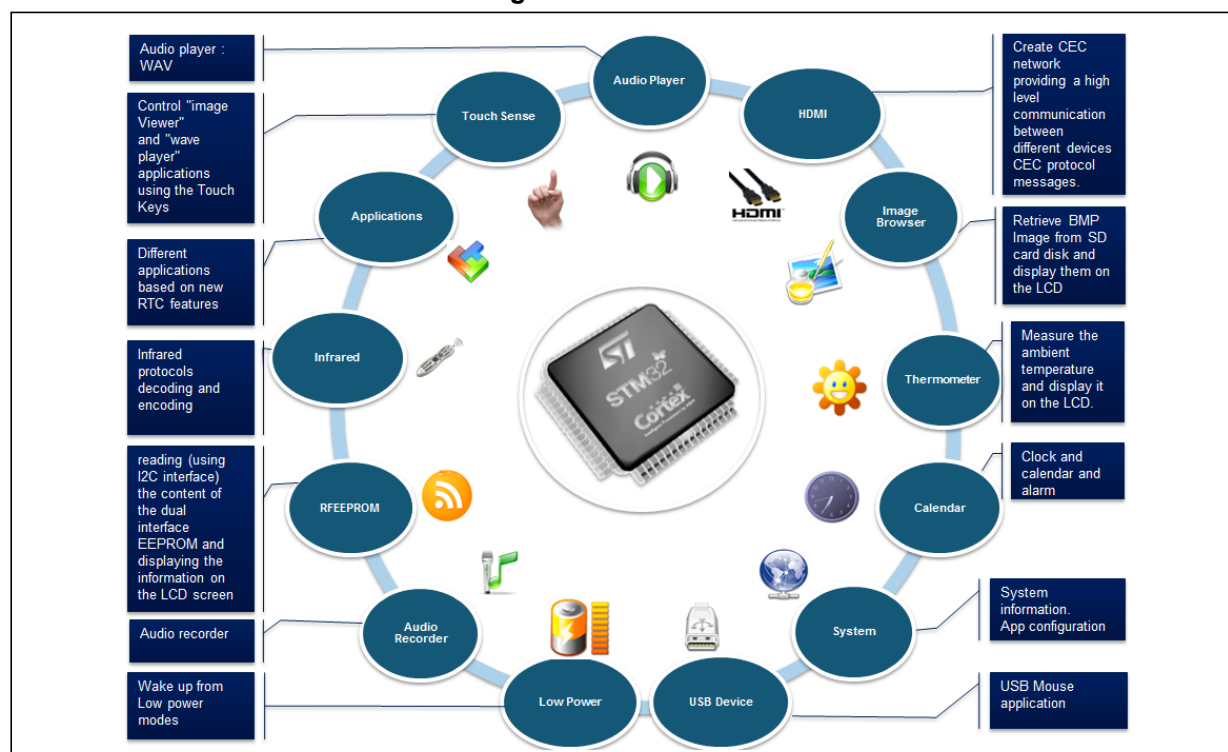 Audio player :
WAV
Control "image
Viewer"
and "wave
player"
applications
using the Touch
Keys
Different
applications
based on new
RTC features
Infrared
protocols
decoding and
encoding
reading (using
I2C interface)
the content of
the dual
interface
EEPROM and
displaying the
information on
the LCD screen
Audio recorder
Wake up from
Low power
modes
Audio Player
Touch Sense
HDMI
Applications
Image
Browser
Infrared
Thermometer
RFEEPROM
Calendar
Audio
Recorder
System
Low Power
USB Device
HDMI
ST
STM32
Cortex
Intelligent Processors by ARM
Create CEC
network
providing a high
level
communication
between
different devices
CEC protocol
messages.
Retrieve BMP
Image from SD
card disk and
display them on
the LCD
Measure the
ambient
temperature
and display it
on the LCD.
Clock and
calendar and
alarm
System
information.
App configuration
USB Mouse
application